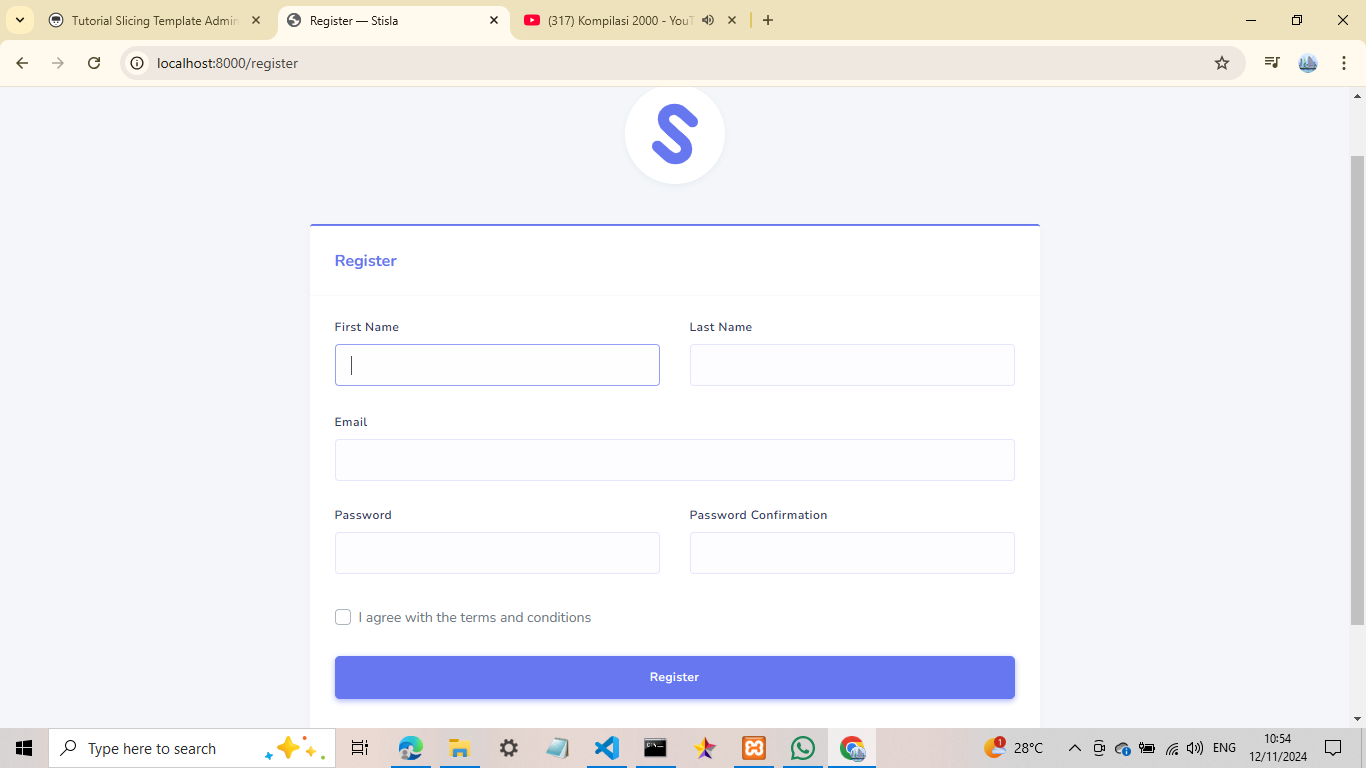 Tutorial Slicing Template Admin
Register — Stisla
(317) Kompilasi 2000 - YouT
localhost:8000/register
S
Register
First Name
Last Name
Email
Password
Password Confirmation
I agree with the terms and conditions
Register
Type here to search
1
28°C
ENG
10:54
12/11/2024